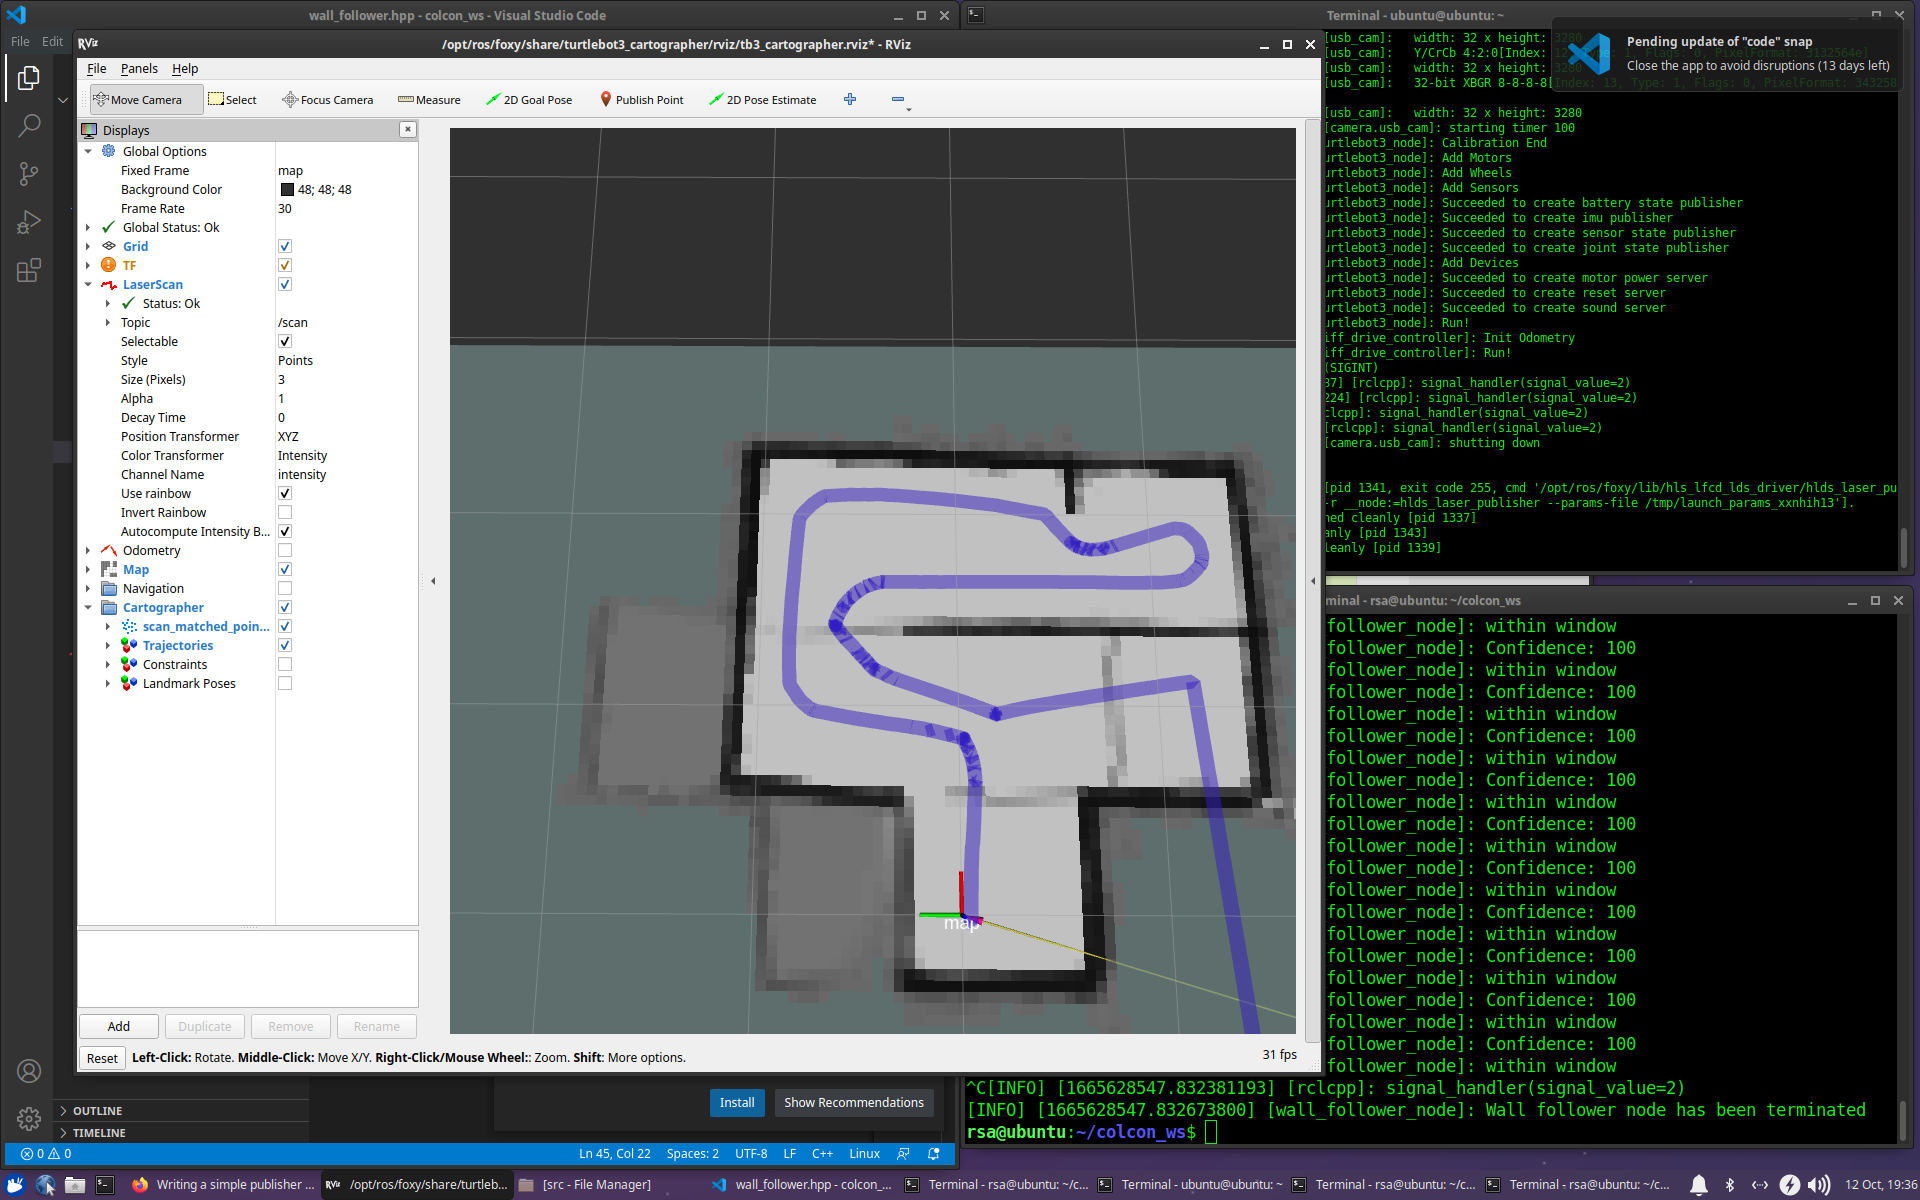 wall_follower.hpp - colcon_ws - Visual Studio Code
File Edit
/opt/ros/foxy/share/turtlebot3_cartographer/rviz/tb3_cartographer.rviz* - RViz
File Panels Help
Move Camera Select Focus Camera Measure 2D Goal Pose Publish Point 2D Pose Estimate
Displays
Global Options
Fixed Frame map
Background Color 48; 48; 48
Frame Rate 30
Global Status: Ok
Grid
TF
LaserScan
Status: Ok
Topic /scan
Selectable
Style Points
Size (Pixels) 3
Alpha 1
Decay Time 0
Position Transformer XYZ
Color Transformer Intensity
Channel Name intensity
Use rainbow
Invert Rainbow
Autocompute Intensity B...
Odometry
Map
Navigation
Cartographer
scan_matched_poin...
Trajectories
Constraints
Landmark Poses
map
Add Duplicate Remove Rename
Reset Left-Click: Rotate. Middle-Click: Move X/Y. Right-Click/Mouse Wheel:: Zoom. Shift: More options.
31 fps
Terminal - ubuntu@ubuntu: ~
Pending update of "code" snap
Close the app to avoid disruptions (13 days left)
[usb_cam]: width: 32 x height: 3280
[usb_cam]: Y/CrCb 4:2:0[Index:
[usb_cam]: width: 32 x height:
[usb_cam]: 32-bit XBGR 8-8-8-8[Index: 13, Type: 1, Flags: 0, PixelFormat: 343258
[usb_cam]: width: 32 x height: 3280
[camera.usb_cam]: starting timer 100
urtlebot3_node]: Calibration End
urtlebot3_node]: Add Motors
urtlebot3_node]: Add Wheels
urtlebot3_node]: Add Sensors
urtlebot3_node]: Succeeded to create battery state publisher
urtlebot3_node]: Succeeded to create imu publisher
urtlebot3_node]: Succeeded to create sensor state publisher
urtlebot3_node]: Succeeded to create joint state publisher
urtlebot3_node]: Add Devices
urtlebot3_node]: Succeeded to create motor power server
urtlebot3_node]: Succeeded to create reset server
urtlebot3_node]: Succeeded to create sound server
urtlebot3_node]: Run!
iff_drive_controller]: Init Odometry
iff_drive_controller]: Run!
(SIGINT)
37] [rclcpp]: signal_handler(signal_value=2)
224] [rclcpp]: signal_handler(signal_value=2)
clcpp]: signal_handler(signal_value=2)
[rclcpp]: signal_handler(signal_value=2)
[camera.usb_cam]: shutting down
[pid 1341, exit code 255, cmd '/opt/ros/foxy/lib/hls_lfcd_lds_driver/hlds_laser_pu
-r __node:=hlds_laser_publisher --params-file /tmp/launch_params_xxnhih13'].
hed cleanly [pid 1337]
anly [pid 1343]
leanly [pid 1339]
minal - rsa@ubuntu: ~/colcon_ws
follower_node]: within window
follower_node]: Confidence: 100
follower_node]: within window
follower_node]: Confidence: 100
follower_node]: within window
follower_node]: Confidence: 100
follower_node]: within window
follower_node]: Confidence: 100
follower_node]: within window
follower_node]: Confidence: 100
follower_node]: within window
follower_node]: Confidence: 100
follower_node]: within window
follower_node]: Confidence: 100
follower_node]: within window
follower_node]: Confidence: 100
follower_node]: within window
follower_node]: Confidence: 100
follower_node]: within window
follower_node]: Confidence: 100
follower_node]: within window
^C[INFO] [1665628547.832381193] [rclcpp]: signal_handler(signal_value=2)
[INFO] [1665628547.832673800] [wall_follower_node]: Wall follower node has been terminated
rsa@ubuntu:~/colcon_ws$
Install Show Recommendations
OUTLINE
TIMELINE
0 0 Ln 45, Col 22 Spaces: 2 UTF-8 LF C++ Linux
Writing a simple publisher ... /opt/ros/foxy/share/turtleb... [src - File Manager] wall_follower.hpp - colcon_... Terminal - rsa@ubuntu: ~/c... Terminal - ubuntu@ubuntu: ~ Terminal - rsa@ubuntu: ~/c... Terminal - rsa@ubuntu: ~/c... 12 Oct, 19:36